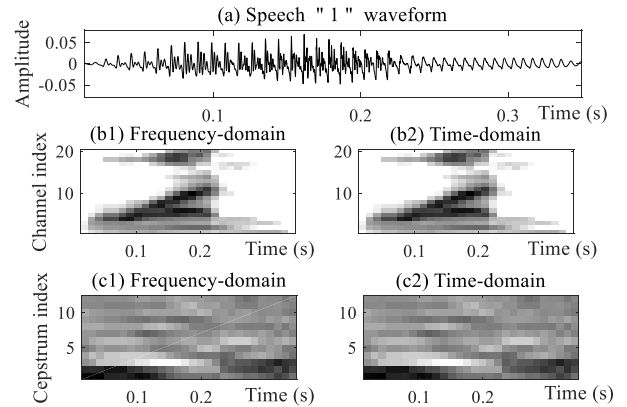 (a) Speech " 1 " waveform
Amplitude
0.05
0
-0.05
0.1 0.2 0.3 Time (s)
(b1) Frequency-domain (b2) Time-domain
Channel index
20 20
10 10
0.1 0.2 Time (s) 0.1 0.2 Time (s)
(c1) Frequency-domain (c2) Time-domain
Cepstrum index
10 10
5 5
0.1 0.2 Time (s) 0.1 0.2 Time (s)